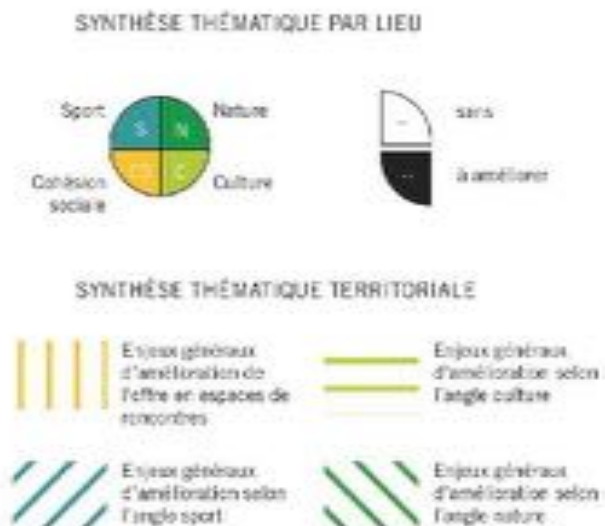 SYNTHÈSE THÉMATIQUE PAR LIEU
Sport
Nature
S
N
Cohésion
sociale
CS
C
Culture
sans
à améliorer
SYNTHÈSE THÉMATIQUE TERRITORIALE
Enjeux généraux
d'amélioration de
l'offre en espaces de
rencontres
Enjeux généraux
d'amélioration selon
l'angle culture
Enjeux généraux
d'amélioration selon
l'angle sport
Enjeux généraux
d'amélioration selon
l'angle nature